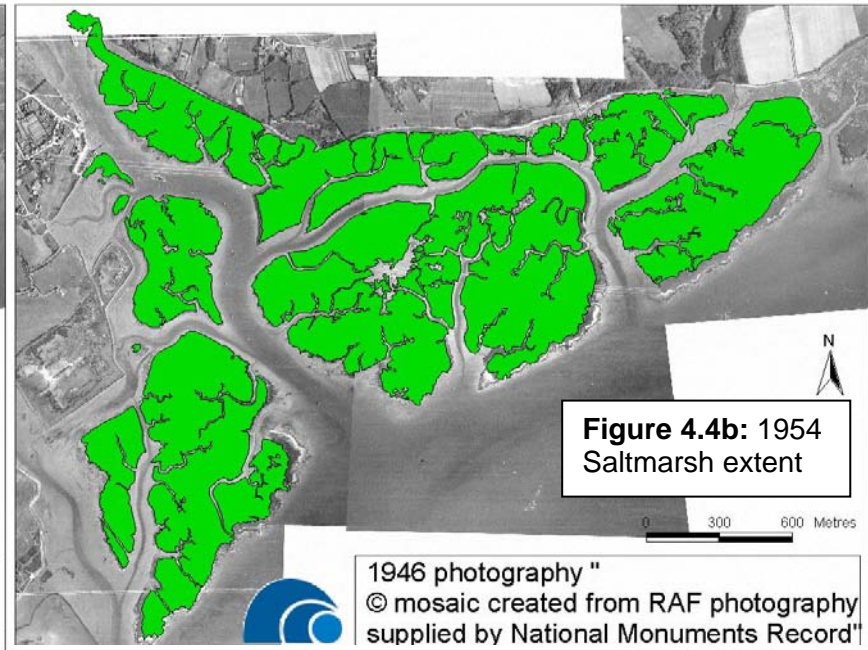 N
Figure 4.4b: 1954
Saltmarsh extent
0 300 600 Metres
1946 photography "
© mosaic created from RAF photography
supplied by National Monuments Record"